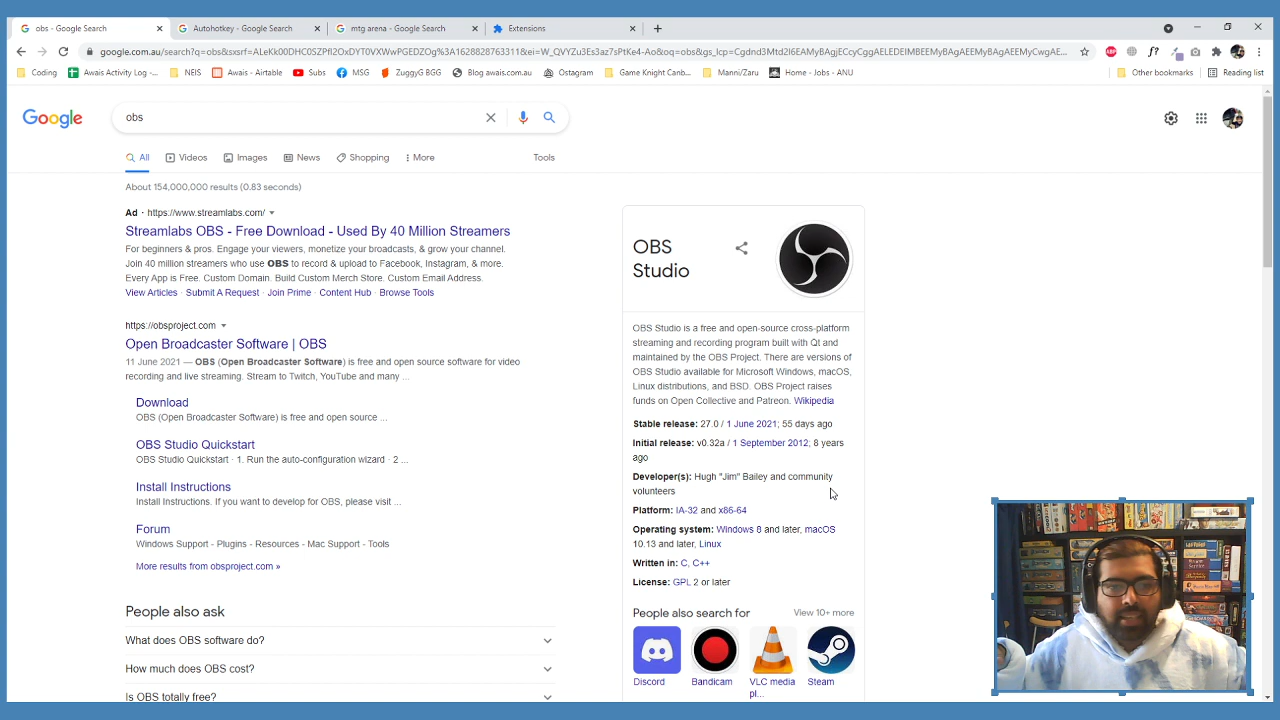 obs - Google Search
Autohotkey - Google Search
mtg arena - Google Search
Extensions
Coding
Awais Activity Log -...
NEIS
Awais - Airtable
Subs
MSG
ZuggyG BGG
Blog awais.com.au
Ostagram
Game Knight Canb...
Manni/Zaru
Home - Jobs - ANU
Other bookmarks
Reading list
Google
obs
All
Videos
Images
News
Shopping
More
Tools
About 154,000,000 results (0.83 seconds)
Ad · https://www.streamlabs.com/
Streamlabs OBS - Free Download - Used By 40 Million Streamers
For beginners & pros. Engage your viewers, monetize your broadcasts, & grow your channel.
Join 40 million streamers who use OBS to record & upload to Facebook, Instagram, & more.
Every App is Free. Custom Domain. Build Custom Merch Store. Custom Email Address.
View Articles · Submit A Request · Join Prime · Content Hub · Browse Tools
https://obsproject.com
Open Broadcaster Software | OBS
11 June 2021 — OBS (Open Broadcaster Software) is free and open source software for video
recording and live streaming. Stream to Twitch, YouTube and many ...
Download
OBS (Open Broadcaster Software) is free and open source ...
OBS Studio Quickstart
OBS Studio Quickstart · 1. Run the auto-configuration wizard · 2 ...
Install Instructions
Install Instructions. If you want to develop for OBS, please visit ...
Forum
Windows Support - Plugins - Resources - Mac Support - Tools
More results from obsproject.com »
People also ask
What does OBS software do?
How much does OBS cost?
Is OBS totally free?
OBS
Studio
OBS Studio is a free and open-source cross-platform
streaming and recording program built with Qt and
maintained by the OBS Project. There are versions of
OBS Studio available for Microsoft Windows, macOS,
Linux distributions, and BSD. OBS Project raises
funds on Open Collective and Patreon. Wikipedia
Stable release: 27.0 / 1 June 2021; 55 days ago
Initial release: v0.32a / 1 September 2012; 8 years
ago
Developer(s): Hugh "Jim" Bailey and community
volunteers
Platform: IA-32 and x86-64
Operating system: Windows 8 and later, macOS
10.13 and later, Linux
Written in: C, C++
License: GPL 2 or later
People also search for
View 10+ more
Discord
Bandicam
VLC media
pl...
Steam